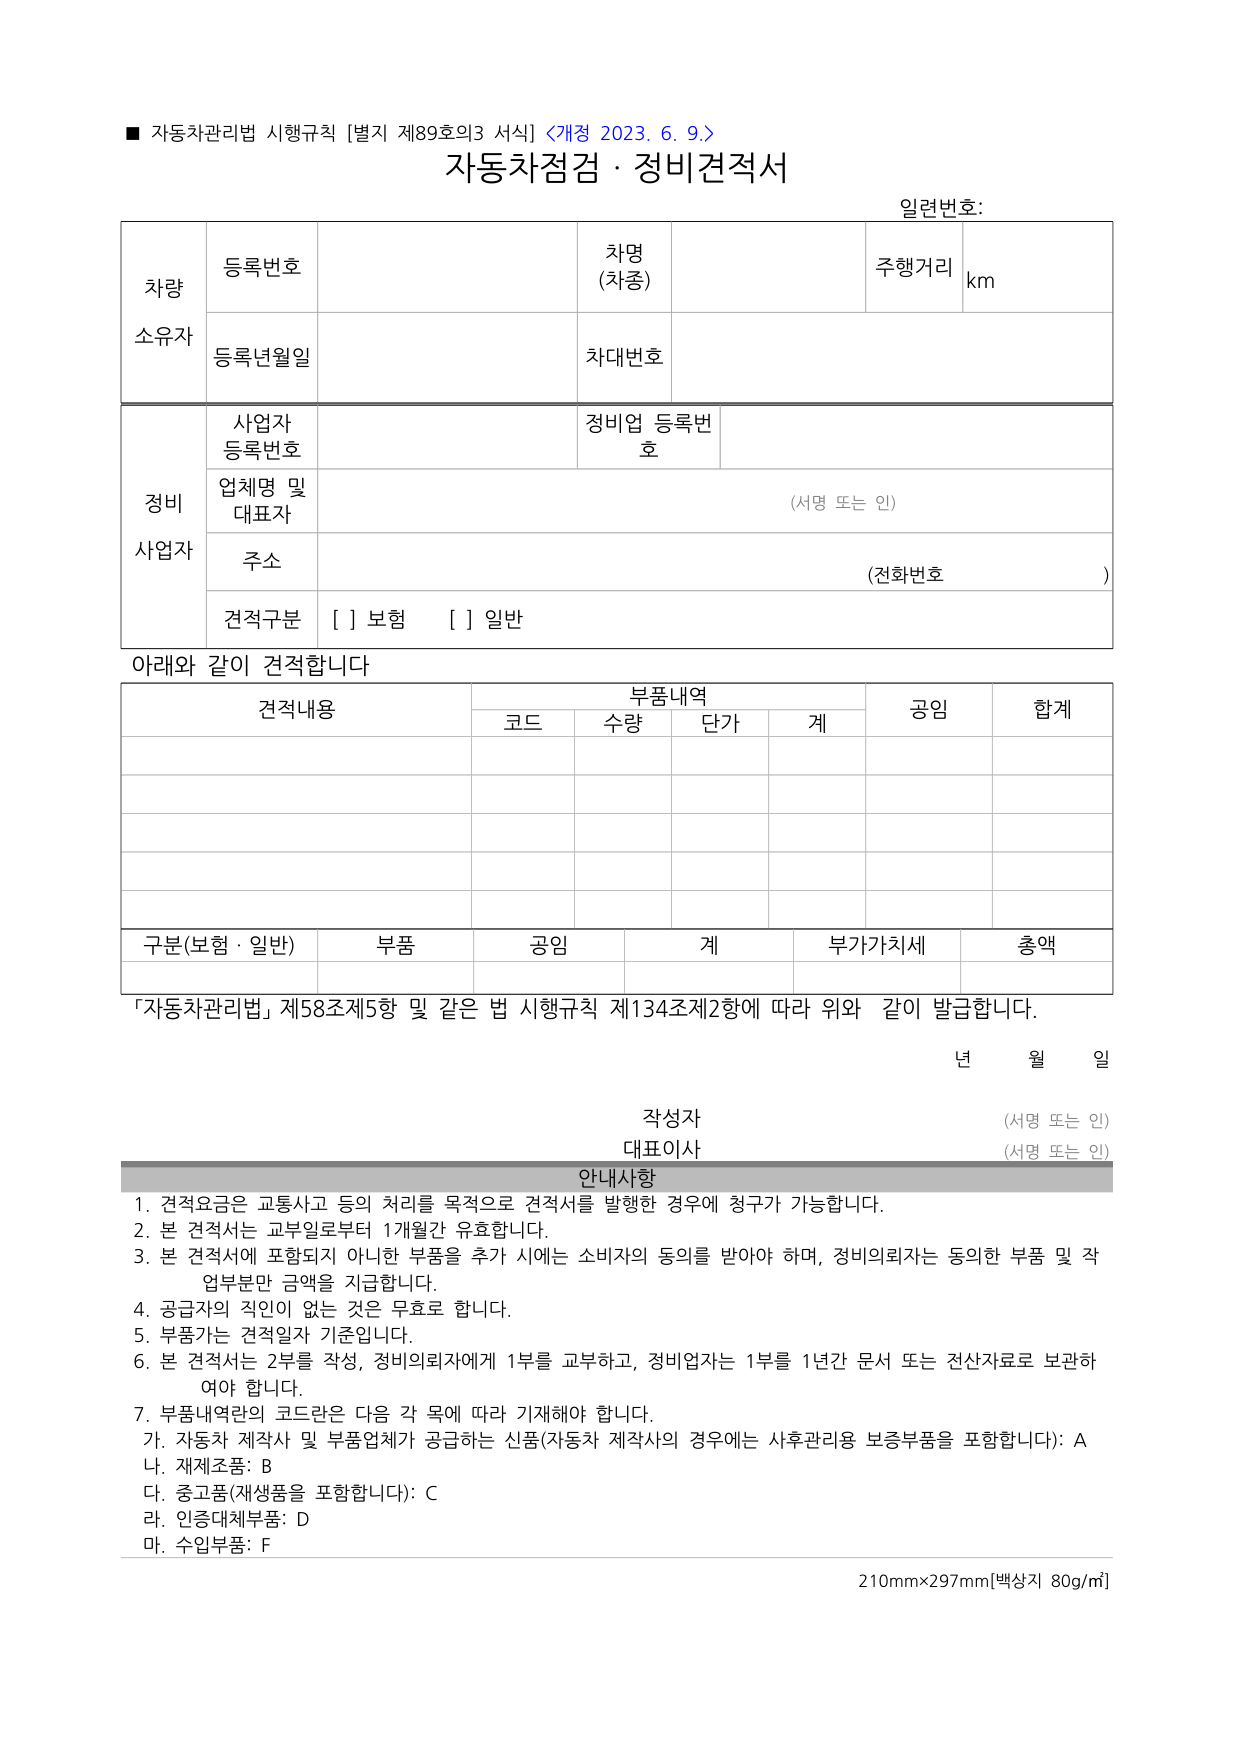 ■ 자동차관리법 시행규칙 [별지 제89호의3 서식] <개정 2023. 6. 9.>
자동차점검ㆍ정비견적서
일련번호:
차량
소유자
등록번호
차명
(차종)
주행거리
km
등록년월일
차대번호
정비
사업자
사업자
등록번호
정비업 등록번
호
업체명 및
대표자
(서명 또는 인)
주소
(전화번호 )
견적구분
[ ] 보험 [ ] 일반
아래와 같이 견적합니다
견적내용
부품내역
공임
합계
코드
수량
단가
계
구분(보험ㆍ일반)
부품
공임
계
부가가치세
총액
「자동차관리법」 제58조제5항 및 같은 법 시행규칙 제134조제2항에 따라 위와 같이 발급합니다.
년 월 일
작성자 (서명 또는 인)
대표이사 (서명 또는 인)
안내사항
1. 견적요금은 교통사고 등의 처리를 목적으로 견적서를 발행한 경우에 청구가 가능합니다.
2. 본 견적서는 교부일로부터 1개월간 유효합니다.
3. 본 견적서에 포함되지 아니한 부품을 추가 시에는 소비자의 동의를 받아야 하며, 정비의뢰자는 동의한 부품 및 작
업부분만 금액을 지급합니다.
4. 공급자의 직인이 없는 것은 무효로 합니다.
5. 부품가는 견적일자 기준입니다.
6. 본 견적서는 2부를 작성, 정비의뢰자에게 1부를 교부하고, 정비업자는 1부를 1년간 문서 또는 전산자료로 보관하
여야 합니다.
7. 부품내역란의 코드란은 다음 각 목에 따라 기재해야 합니다.
가. 자동차 제작사 및 부품업체가 공급하는 신품(자동차 제작사의 경우에는 사후관리용 보증부품을 포함합니다): A
나. 재제조품: B
다. 중고품(재생품을 포함합니다): C
라. 인증대체부품: D
마. 수입부품: F
210mm×297mm[백상지 80g/㎡]